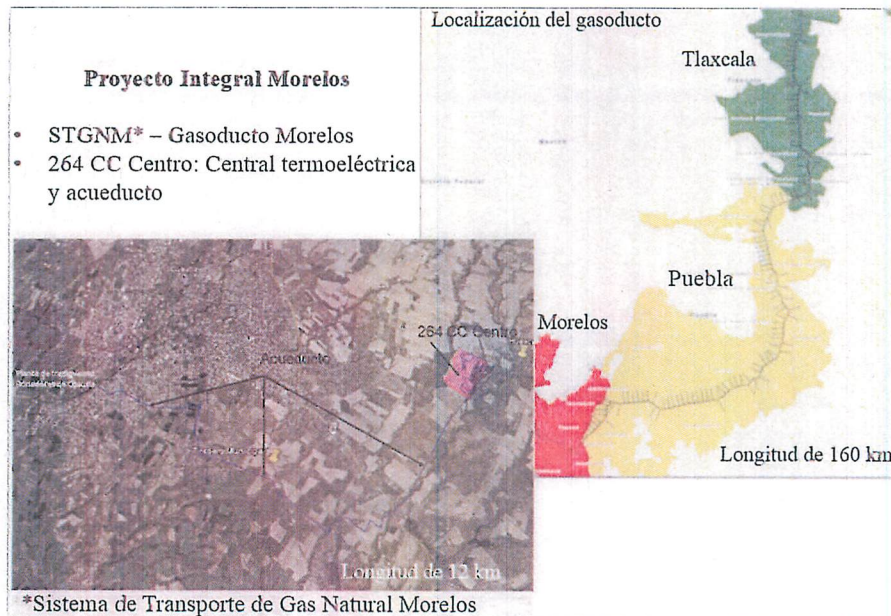 Localización del gasoducto
Tlaxcala
Proyecto Integral Morelos
• STGNM* – Gasoducto Morelos
• 264 CC Centro: Central termoeléctrica
y acueducto
Puebla
Morelos
264 CC Centro
Acueducto
Longitud de 160 km
Longitud de 12 km
*Sistema de Transporte de Gas Natural Morelos